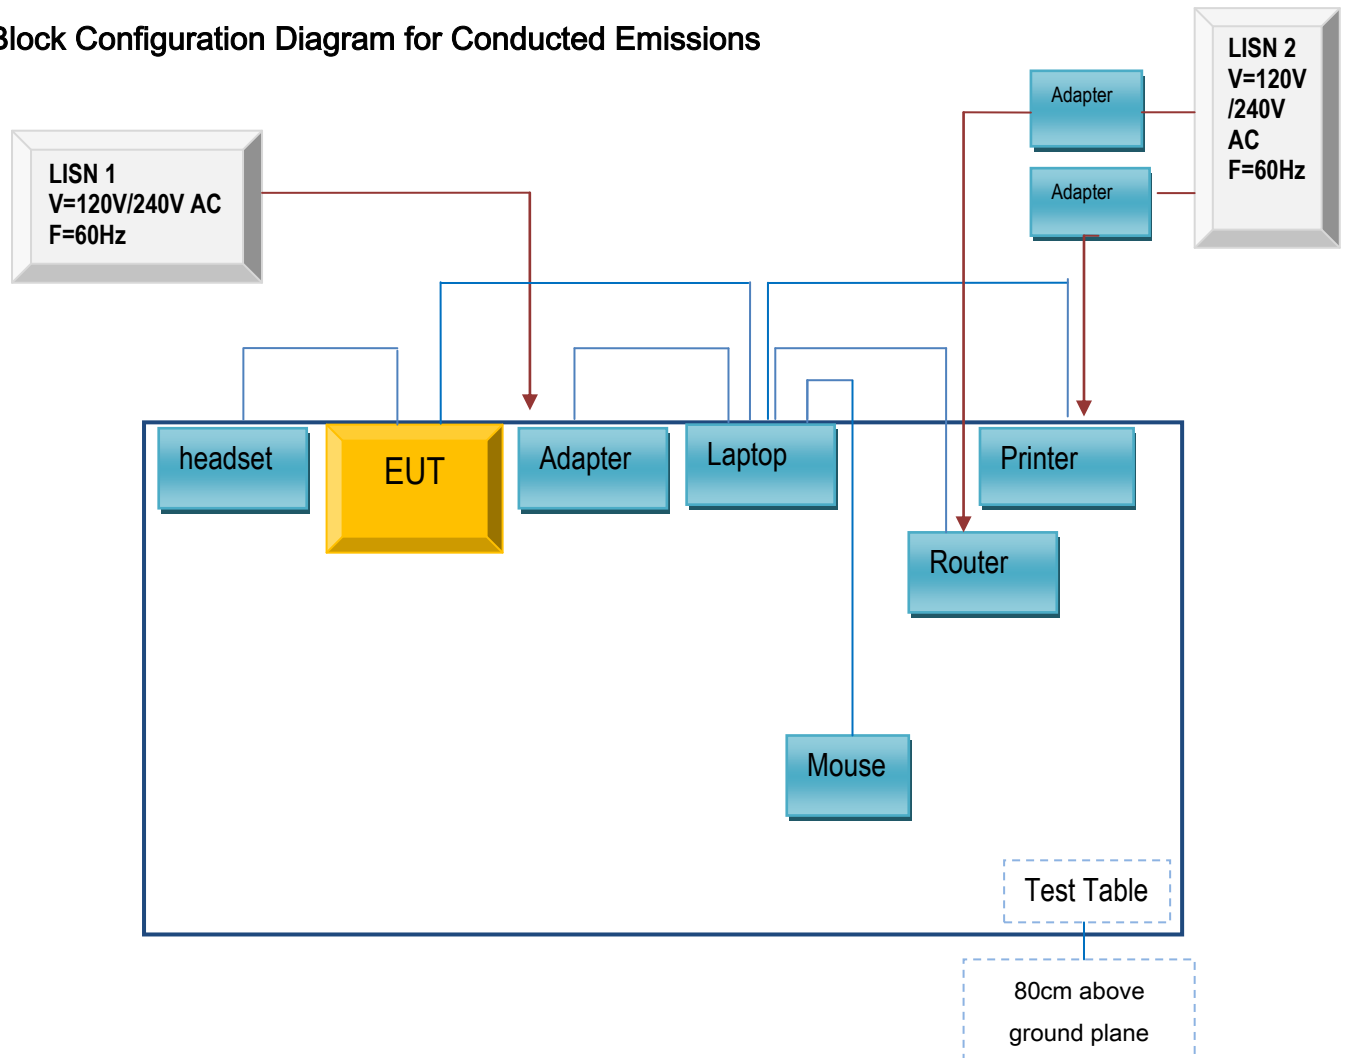 Block Configuration Diagram for Conducted Emissions
LISN 2
V=120V
/240V
AC
F=60Hz
Adapter
Adapter
LISN 1
V=120V/240V AC
F=60Hz
headset
EUT
Adapter
Laptop
Printer
Router
Mouse
Test Table
80cm above
ground plane